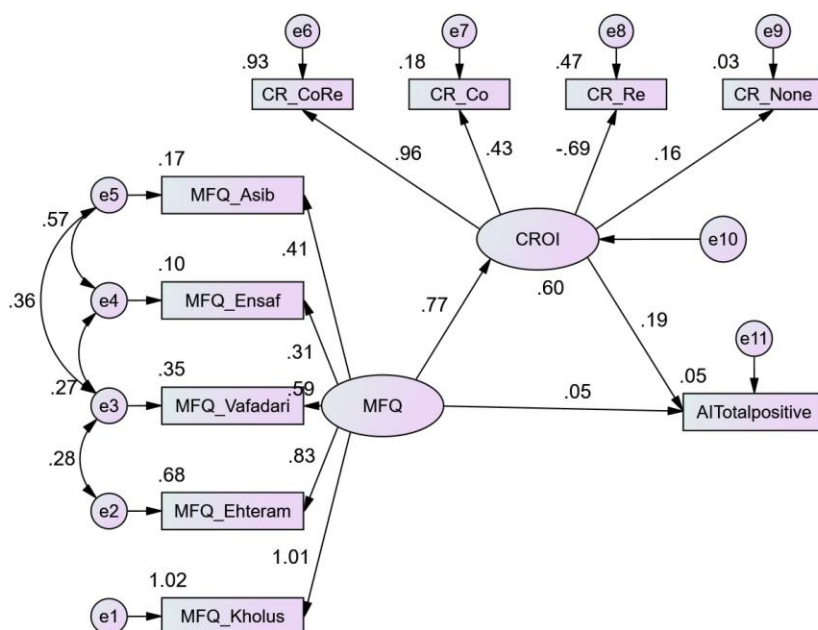 e6
e7
e8
e9
.93
.18
.47
.03
CR_CoRe
CR_Co
CR_Re
CR_None
.96
.43
-.69
.16
.17
e5
MFQ_Asib
.57
.41
CROI
e10
.10
.60
e4
MFQ_Ensaf
.36
.77
.19
.31
e11
.35
.27
.59
.05
.05
e3
MFQ_Vafadari
MFQ
AITotalpositive
.28
.68
.83
e2
MFQ_Ehteram
1.01
1.02
e1
MFQ_Kholus